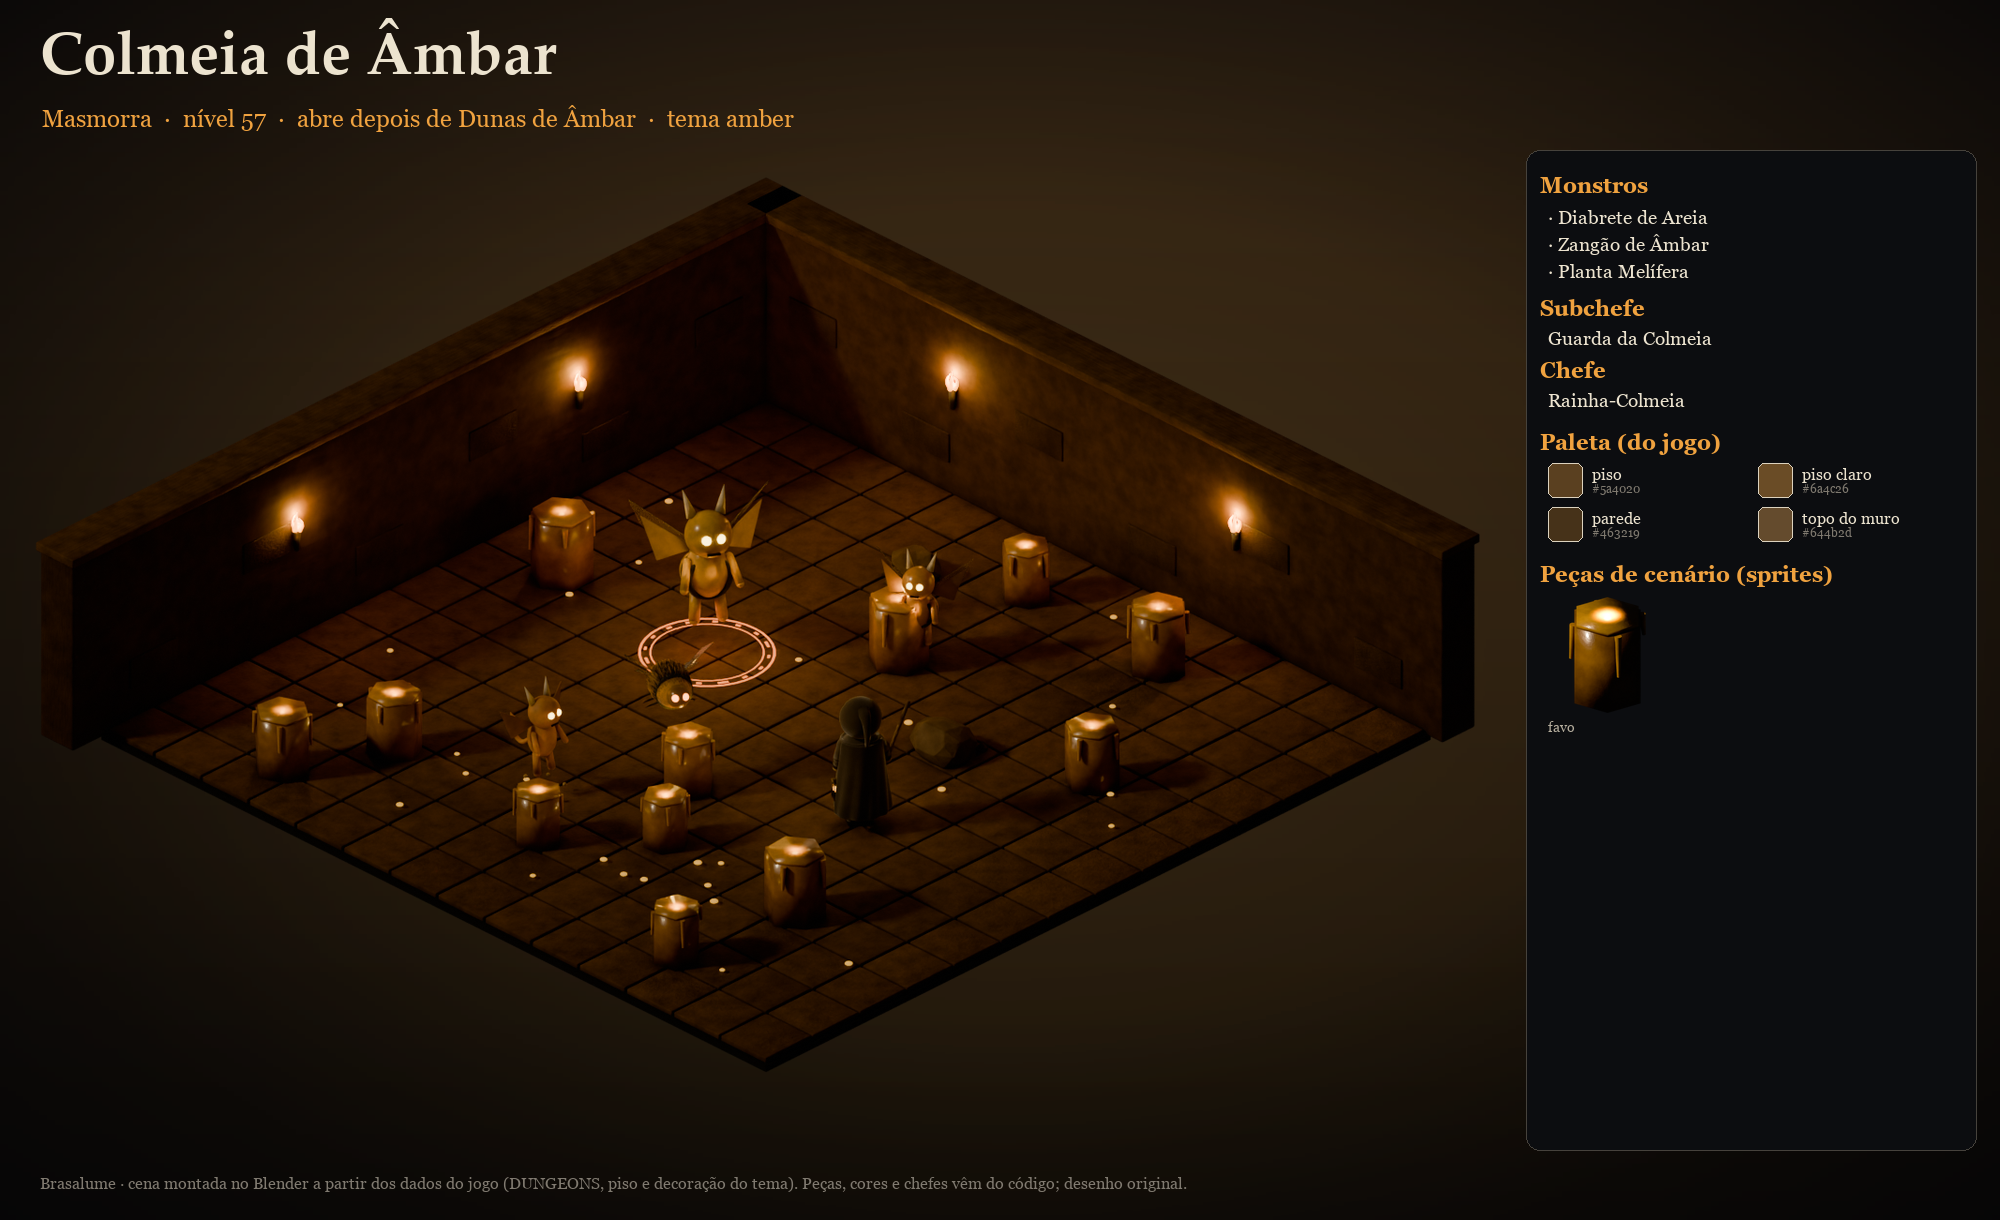 Colmeia de Âmbar
Masmorra · nível 57 · abre depois de Dunas de Âmbar · tema amber
Monstros
· Diabrete de Areia
· Zangão de Âmbar
· Planta Melífera
Subchefe
Guarda da Colmeia
Chefe
Rainha-Colmeia
Paleta (do jogo)
piso
#5a4020
piso claro
#6a4c26
parede
#463219
topo do muro
#644b2d
Peças de cenário (sprites)
favo
Brasalume · cena montada no Blender a partir dos dados do jogo (DUNGEONS, piso e decoração do tema). Peças, cores e chefes vêm do código; desenho original.